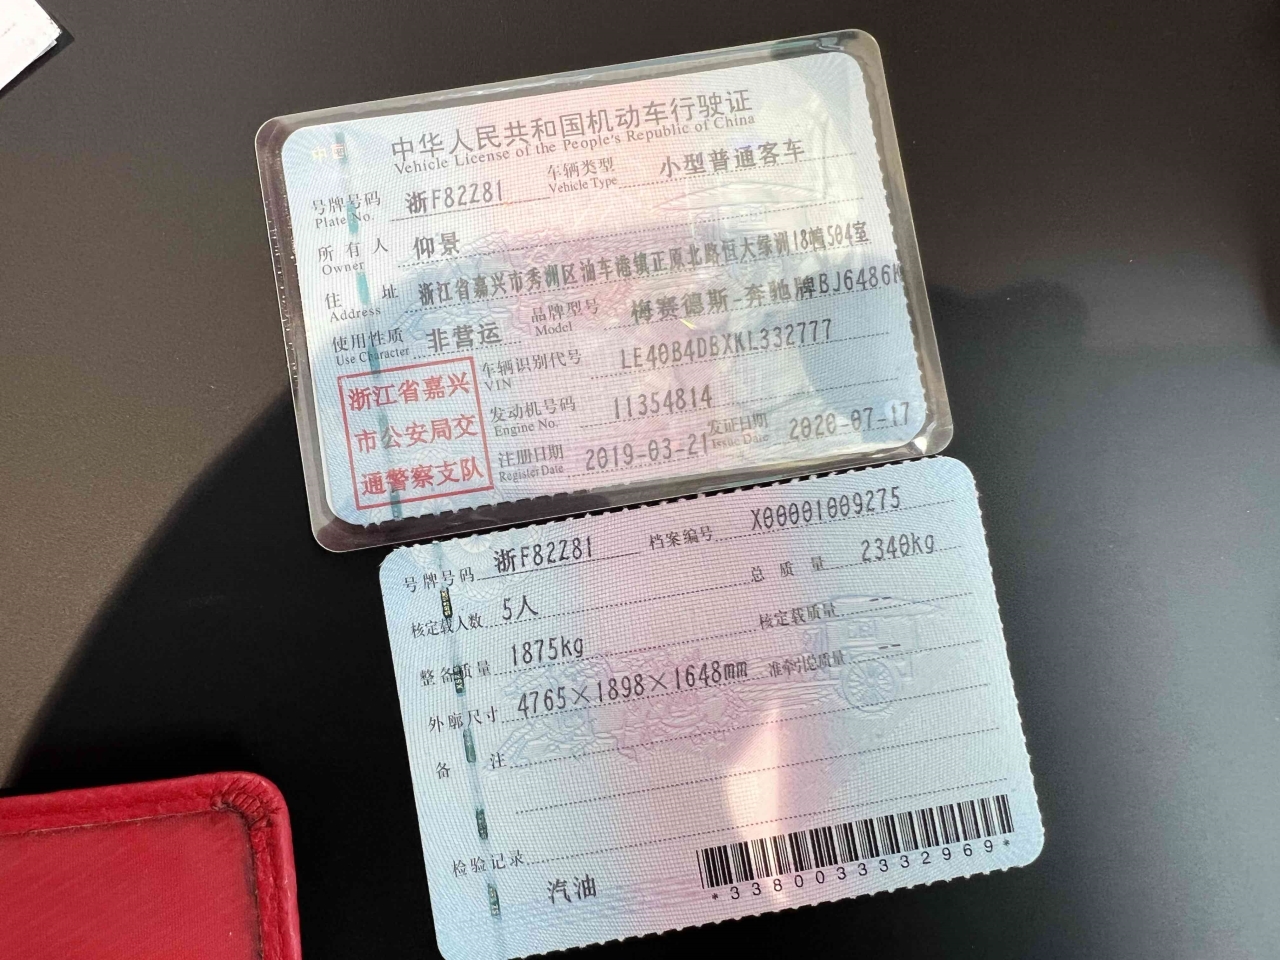 中国
中华人民共和国机动车行驶证
Vehicle License of the People's Republic of China
号牌号码 浙F82Z81 车辆类型 小型普通客车
Plate No. Vehicle Type
所有人 仰景
Owner
住址 浙江省嘉兴市秀洲区油车港镇正原北路恒大绿洲18幢504室
Address
使用性质 非营运 品牌型号 梅赛德斯-奔驰牌BJ6486
Use Character Model
浙江省嘉兴
市公安局交
通警察支队
车辆识别代号 LE40B4DBXKL332777
VIN
发动机号码 11354814
Engine No.
注册日期 2019-03-21 发证日期 2020-07-17
Register Date Issue Date
号牌号码 浙F82Z81 档案编号 X00001009275
核定载人数 5人 总质量 2340kg
整备质量 1875kg 核定载质量 --
外廓尺寸 4765×1898×1648mm 准牵引总质量 --
备注
检验记录
汽油
*3380033332969*